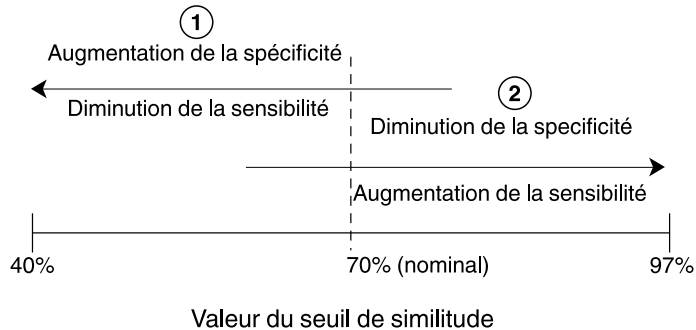 1
Augmentation de la spécificité
Diminution de la sensibilité
2
Diminution de la specificité
Augmentation de la sensibilité
40%
70% (nominal)
97%
Valeur du seuil de similitude